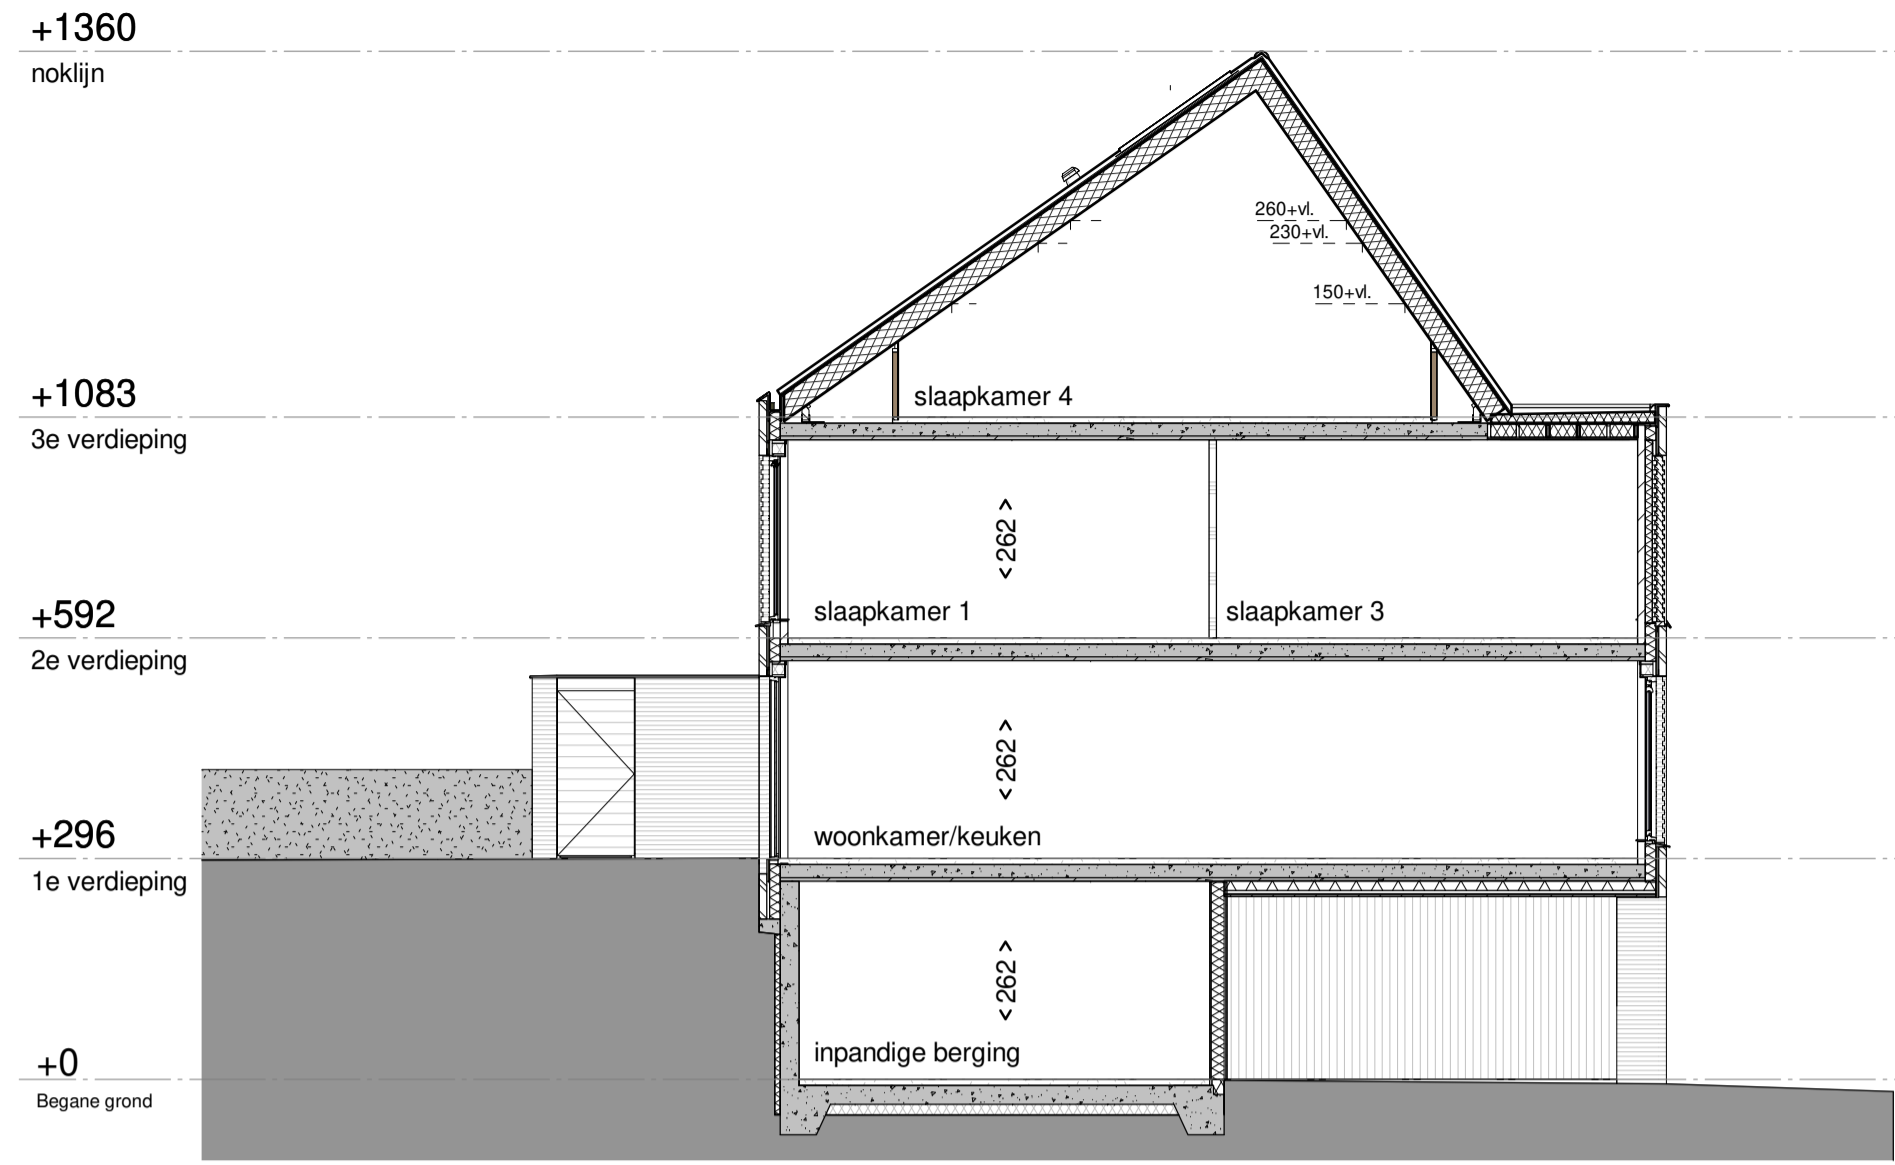 +1360
noklijn
260+vl.
230+vl.
150+vl.
+1083
slaapkamer 4
3e verdieping
<262>
+592
slaapkamer 1
slaapkamer 3
2e verdieping
<262>
+296
woonkamer/keuken
1e verdieping
<262>
+0
inpandige berging
Begane grond